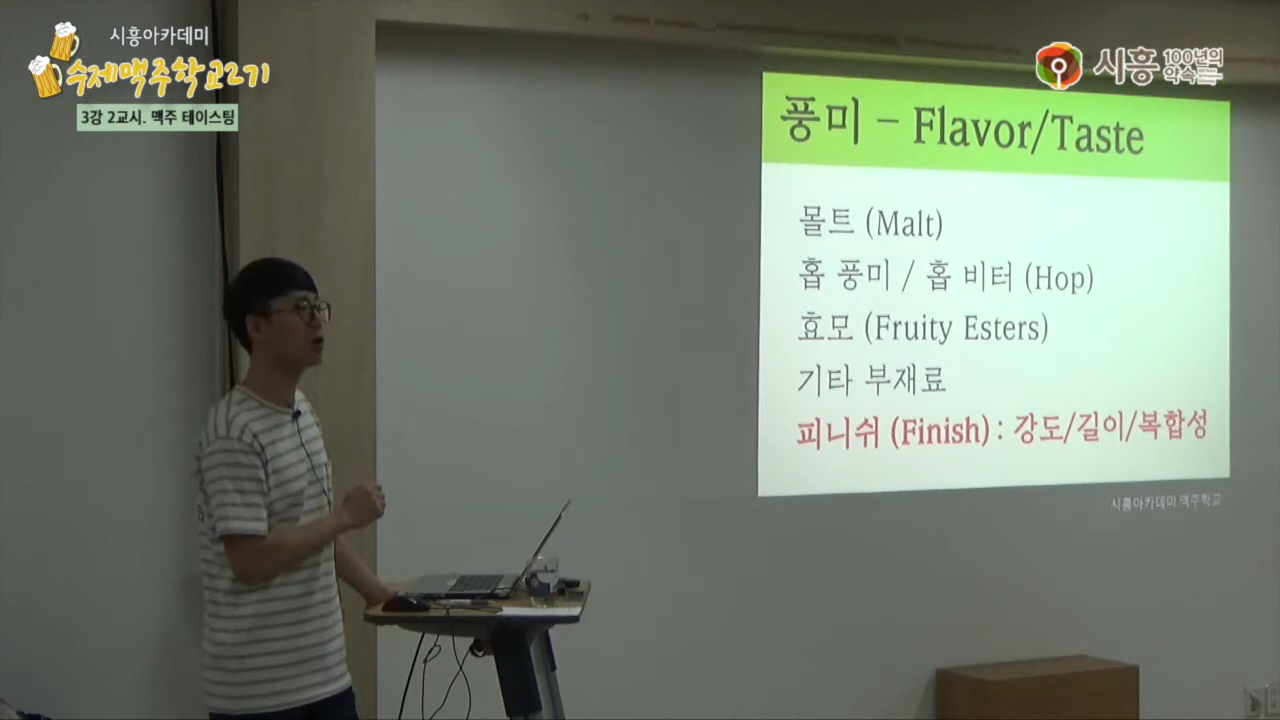 시흥아카데미
수제맥주학교2기
3강 2교시. 맥주 테이스팅
시흥 100년의
약속
풍미 - Flavor/Taste
몰트 (Malt)
홉 풍미 / 홉 비터 (Hop)
효모 (Fruity Esters)
기타 부재료
피니쉬 (Finish) : 강도/길이/복합성
시흥아카데미 맥주학교